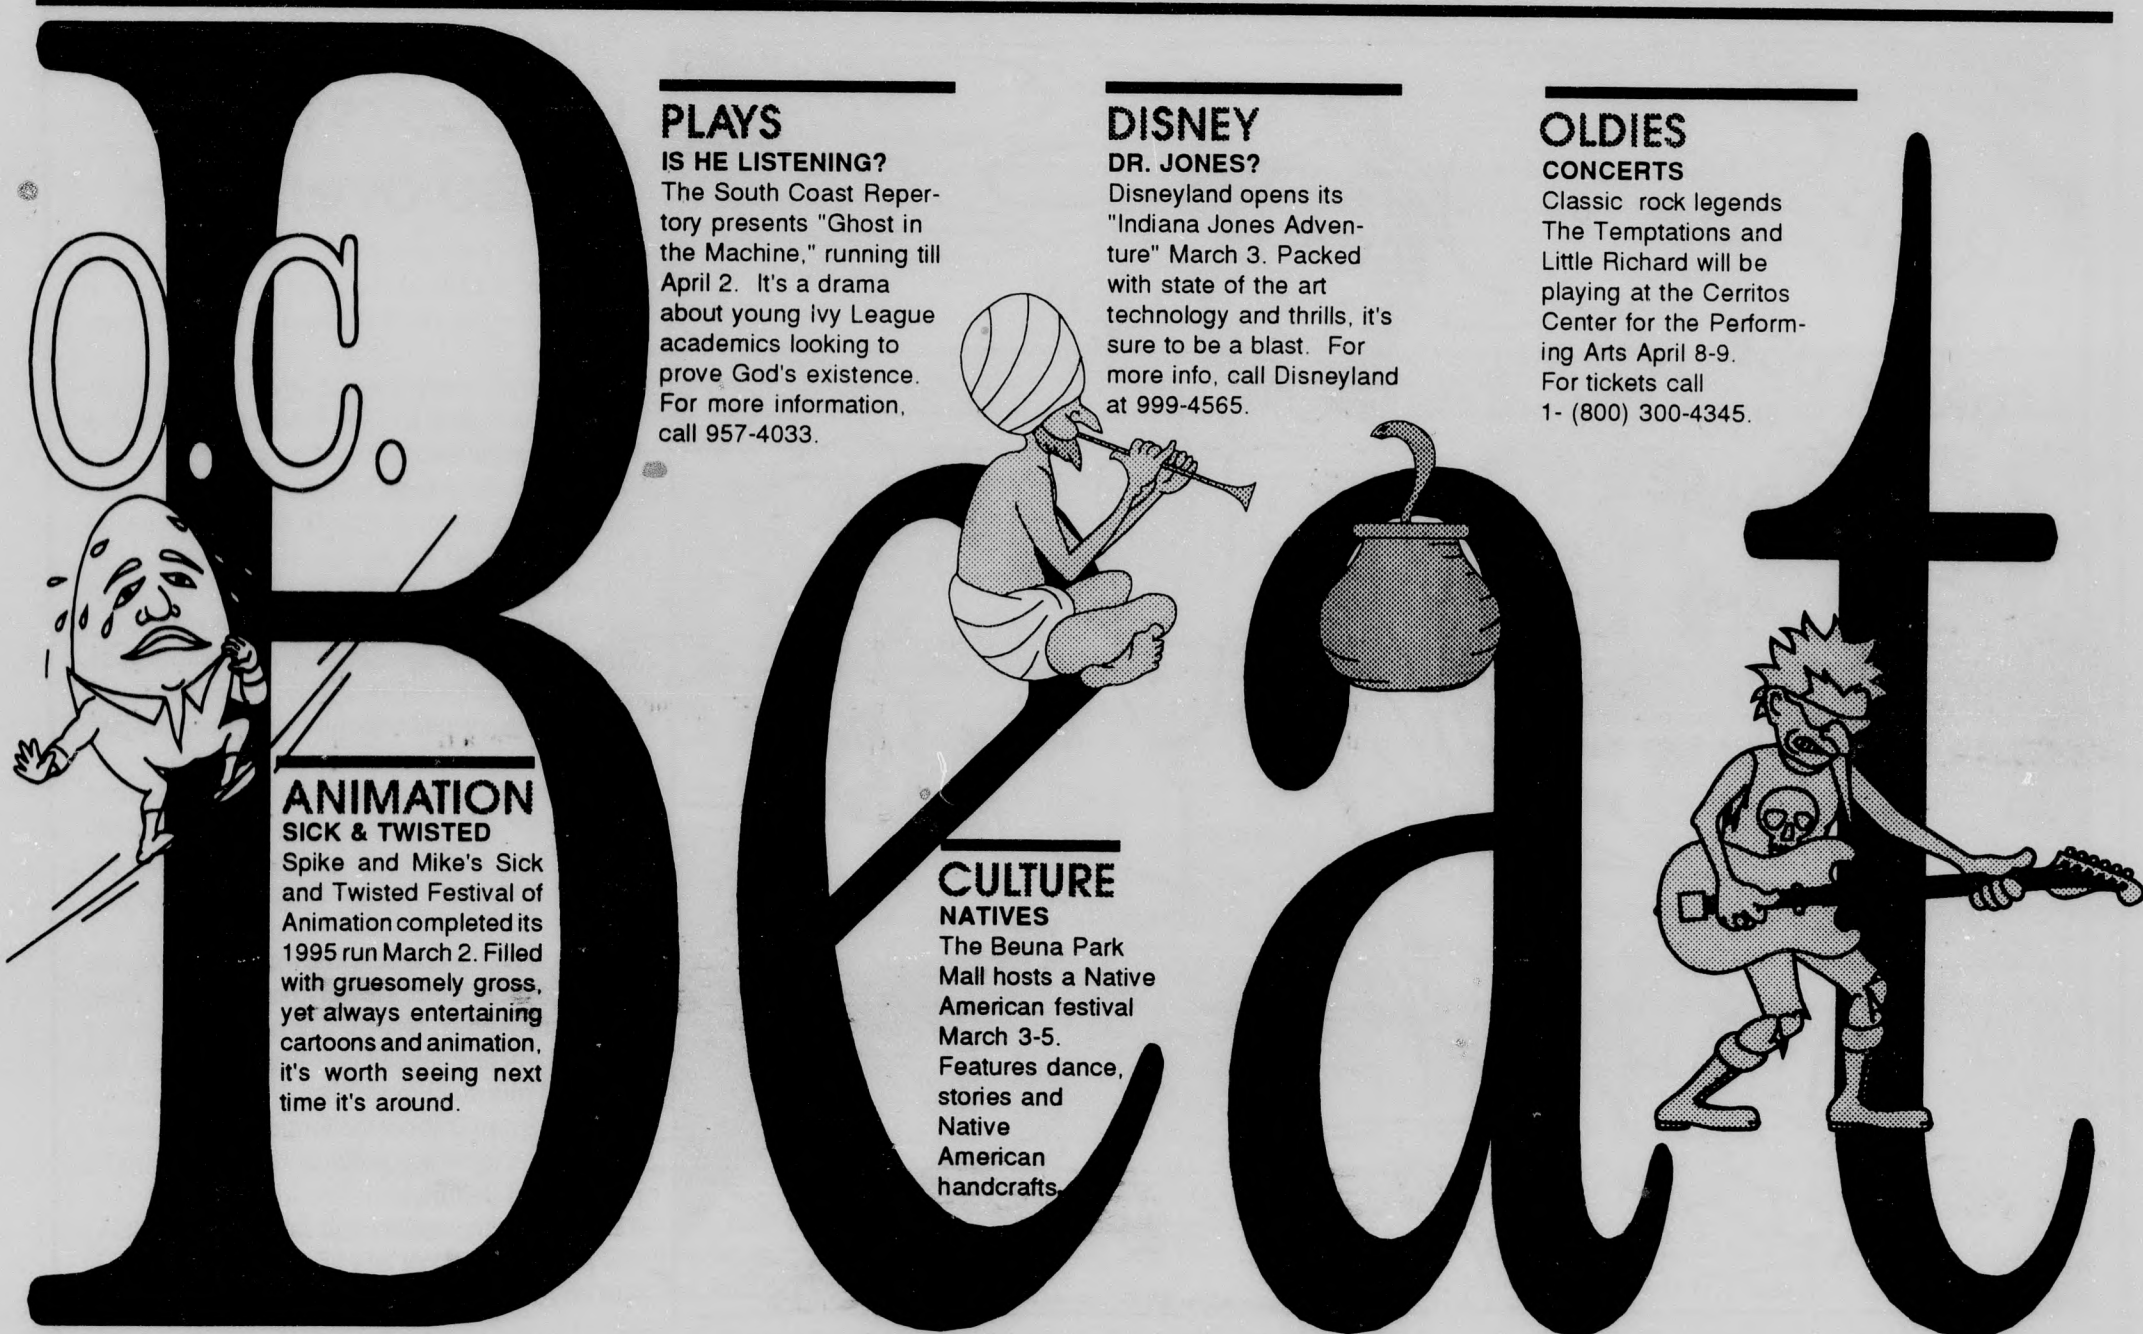 O.C.
Beat
PLAYS
IS HE LISTENING?
The South Coast Reper-
tory presents "Ghost in
the Machine," running till
April 2. It's a drama
about young Ivy League
academics looking to
prove God's existence.
For more information,
call 957-4033.
DISNEY
DR. JONES?
Disneyland opens its
"Indiana Jones Adven-
ture" March 3. Packed
with state of the art
technology and thrills, it's
sure to be a blast. For
more info, call Disneyland
at 999-4565.
OLDIES
CONCERTS
Classic rock legends
The Temptations and
Little Richard will be
playing at the Cerritos
Center for the Perform-
ing Arts April 8-9.
For tickets call
1- (800) 300-4345.
ANIMATION
SICK & TWISTED
Spike and Mike's Sick
and Twisted Festival of
Animation completed its
1995 run March 2. Filled
with gruesomely gross,
yet always entertaining
cartoons and animation,
it's worth seeing next
time it's around.
CULTURE
NATIVES
The Beuna Park
Mall hosts a Native
American festival
March 3-5.
Features dance,
stories and
Native
American
handcrafts.